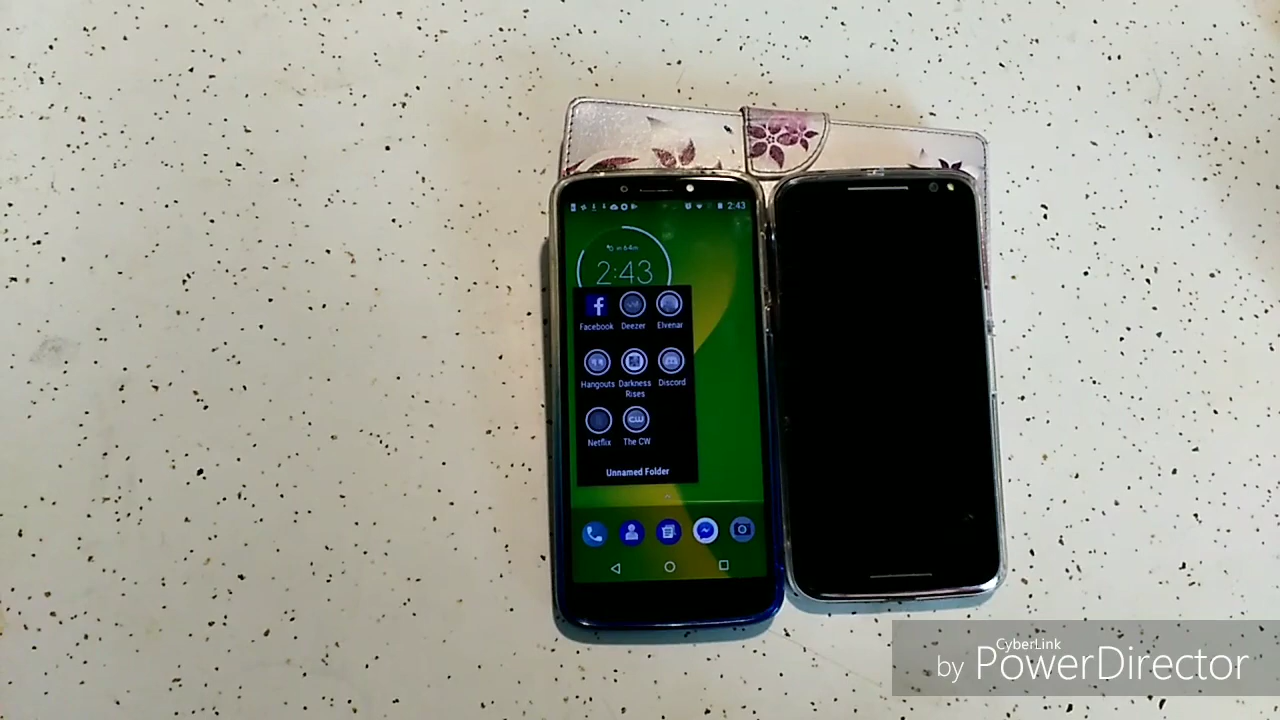 2:43
2:43
Facebook Deezer Elvenar
Hangouts Darkness Rises Discord
Netflix The CW
Unnamed Folder
CyberLink
by PowerDirector